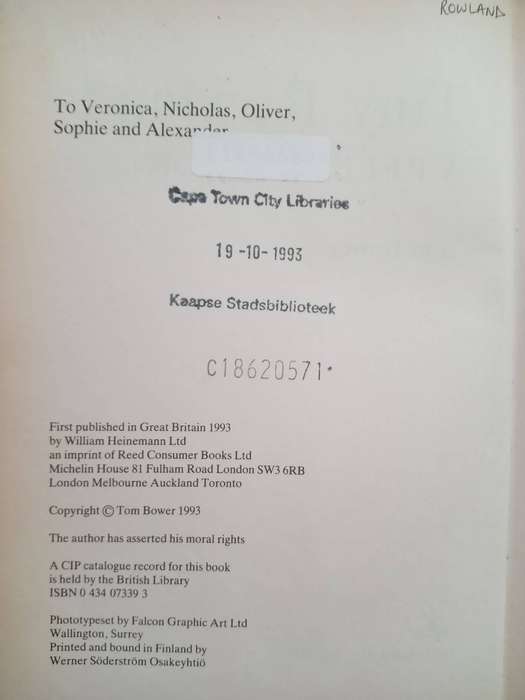 ROWLAND
To Veronica, Nicholas, Oliver,
Sophie and Alexander
Cape Town City Libraries
19-10-1993
Kaapse Stadsbiblioteek
C18620571
First published in Great Britain 1993
by William Heinemann Ltd
an imprint of Reed Consumer Books Ltd
Michelin House 81 Fulham Road London SW3 6RB
London Melbourne Auckland Toronto
Copyright © Tom Bower 1993
The author has asserted his moral rights
A CIP catalogue record for this book
is held by the British Library
ISBN 0 434 07339 3
Phototypeset by Falcon Graphic Art Ltd
Wallington, Surrey
Printed and bound in Finland by
Werner Söderström Osakeyhtiö